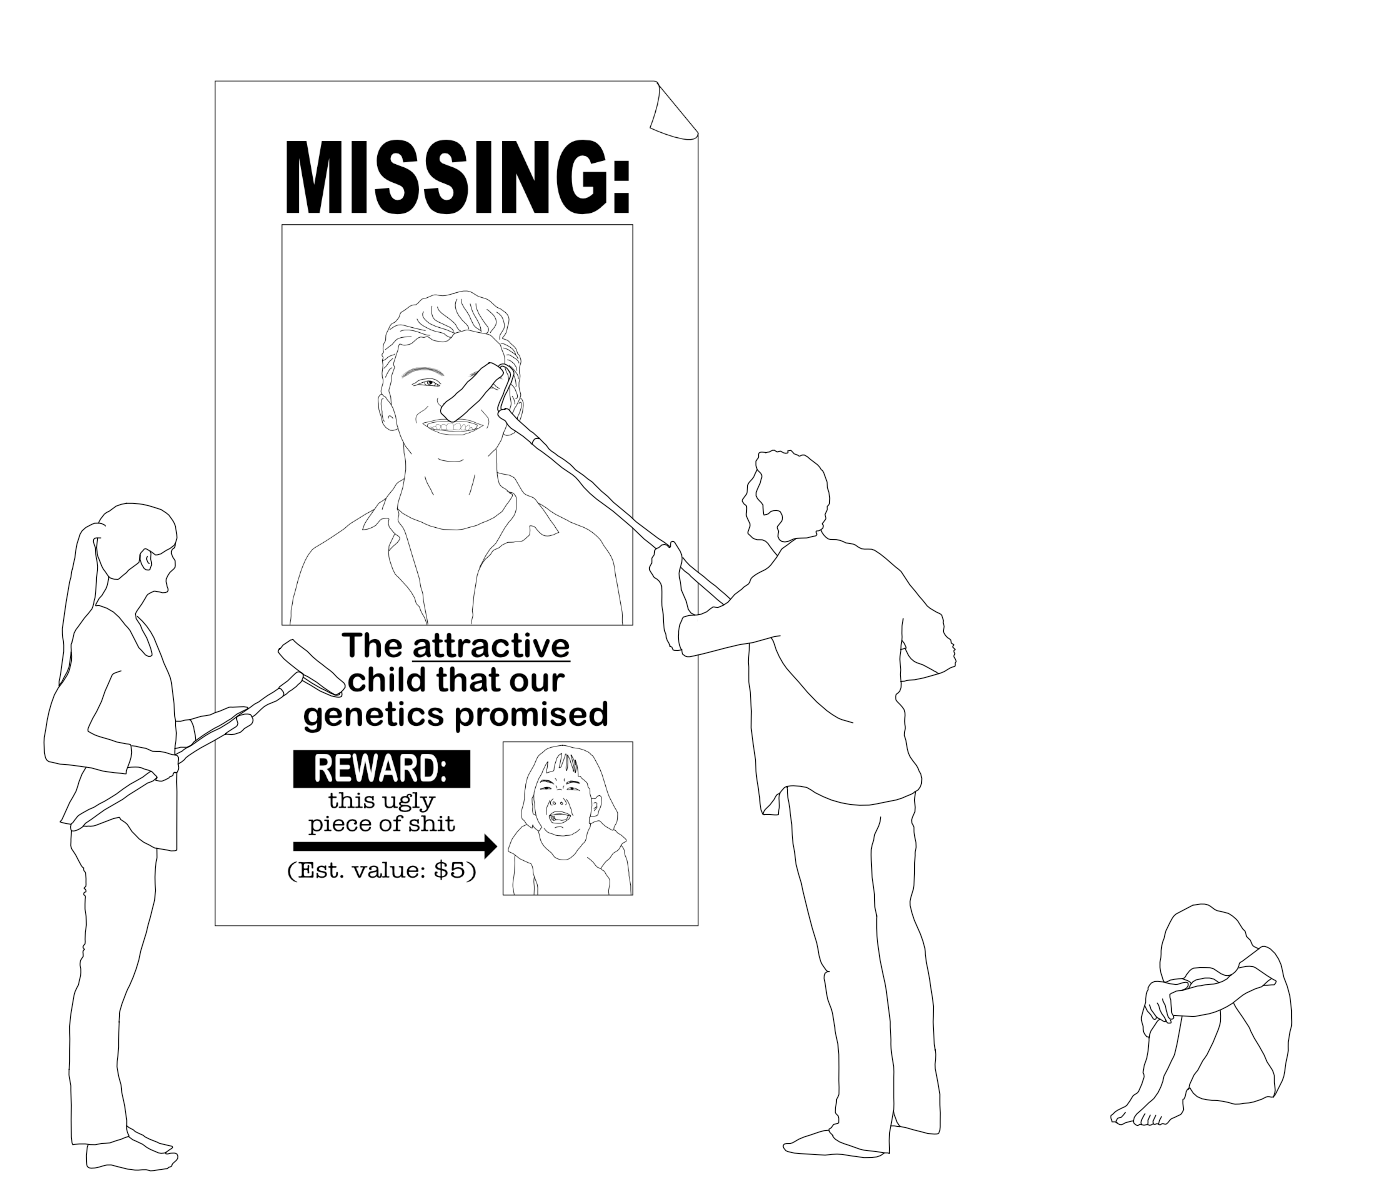 MISSING:
The attractive
child that our
genetics promised
REWARD:
this ugly
piece of shit
(Est. value: $5)